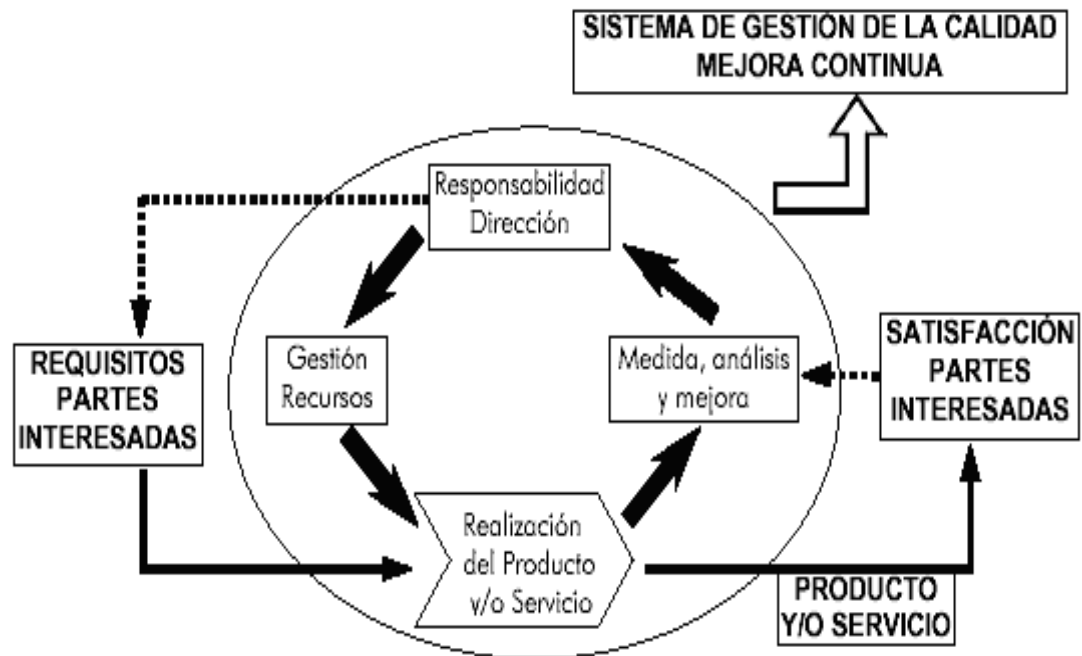 SISTEMA DE GESTIÓN DE LA CALIDAD
MEJORA CONTINUA
Responsabilidad
Dirección
REQUISITOS
PARTES
INTERESADAS
Gestión
Recursos
Medida, análisis
y mejora
SATISFACCIÓN
PARTES
INTERESADAS
Realización
del Producto
y/o Servicio
PRODUCTO
Y/O SERVICIO